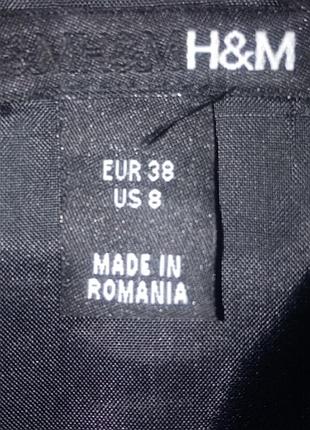 H&M
EUR 38
US 8
MADE IN
ROMANIA